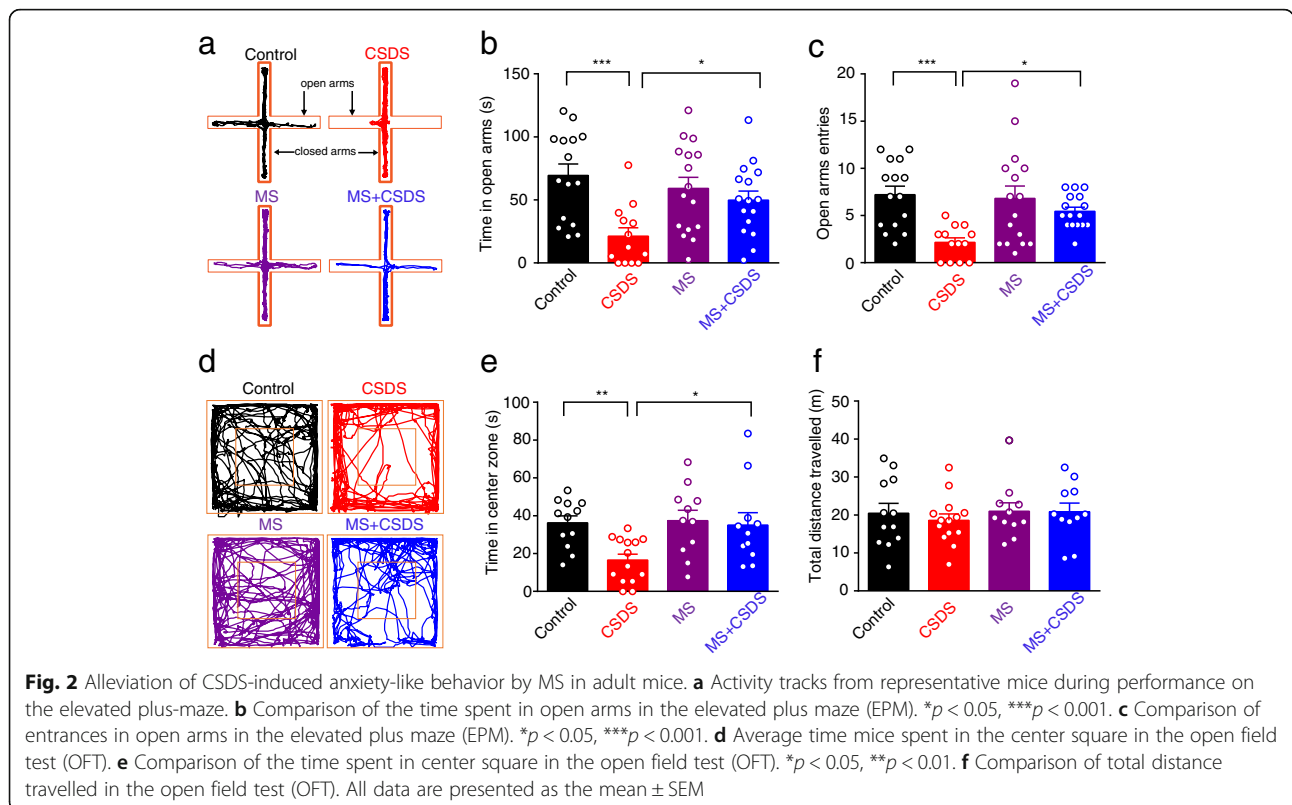 a
Control
CSDS
open arms
closed arms
MS
MS+CSDS
b
Time in open arms (s)
150
100
50
0
***
*
Control
CSDS
MS
MS+CSDS
c
Open arms entries
20
15
10
5
0
***
*
Control
CSDS
MS
MS+CSDS
d
Control
CSDS
MS
MS+CSDS
e
Time in center zone (s)
100
80
60
40
20
0
**
*
Control
CSDS
MS
MS+CSDS
f
Total distance travelled (m)
50
40
30
20
10
0
Control
CSDS
MS
MS+CSDS
Fig. 2 Alleviation of CSDS-induced anxiety-like behavior by MS in adult mice. a Activity tracks from representative mice during performance on
the elevated plus-maze. b Comparison of the time spent in open arms in the elevated plus maze (EPM). *p < 0.05, ***p < 0.001. c Comparison of
entrances in open arms in the elevated plus maze (EPM). *p < 0.05, ***p < 0.001. d Average time mice spent in the center square in the open field
test (OFT). e Comparison of the time spent in center square in the open field test (OFT). *p < 0.05, **p < 0.01. f Comparison of total distance
travelled in the open field test (OFT). All data are presented as the mean ± SEM